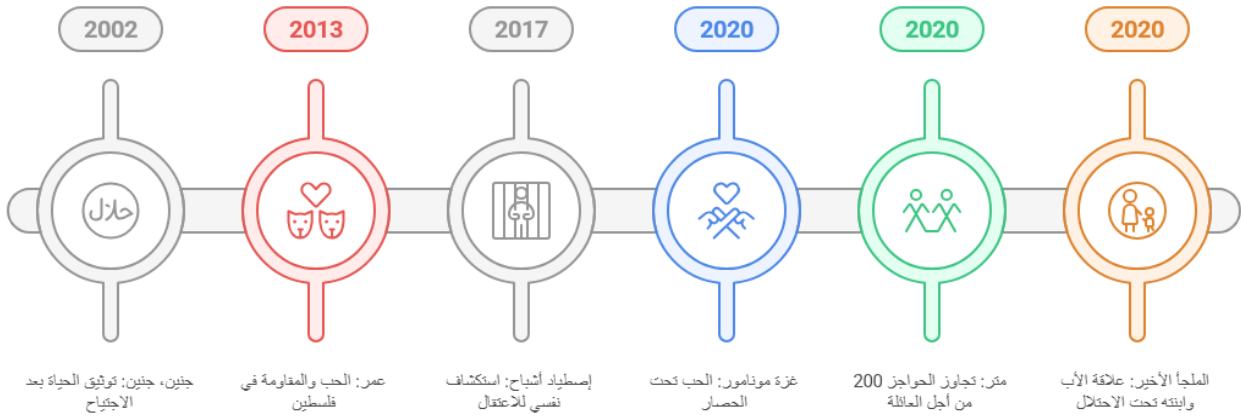 2002
2013
2017
2020
2020
2020
حلال
جنين، جنين: توثيق الحياة بعد
الاجتياح
عمر: الحب والمقاومة في
فلسطين
إصطياد أشباح: استكشاف
نفسي للاعتقال
غزة مونامور: الحب تحت
الحصار
200 متر: تجاوز الحواجز
من أجل العائلة
الملجأ الأخير: علاقة الأب
وابنته تحت الاحتلال